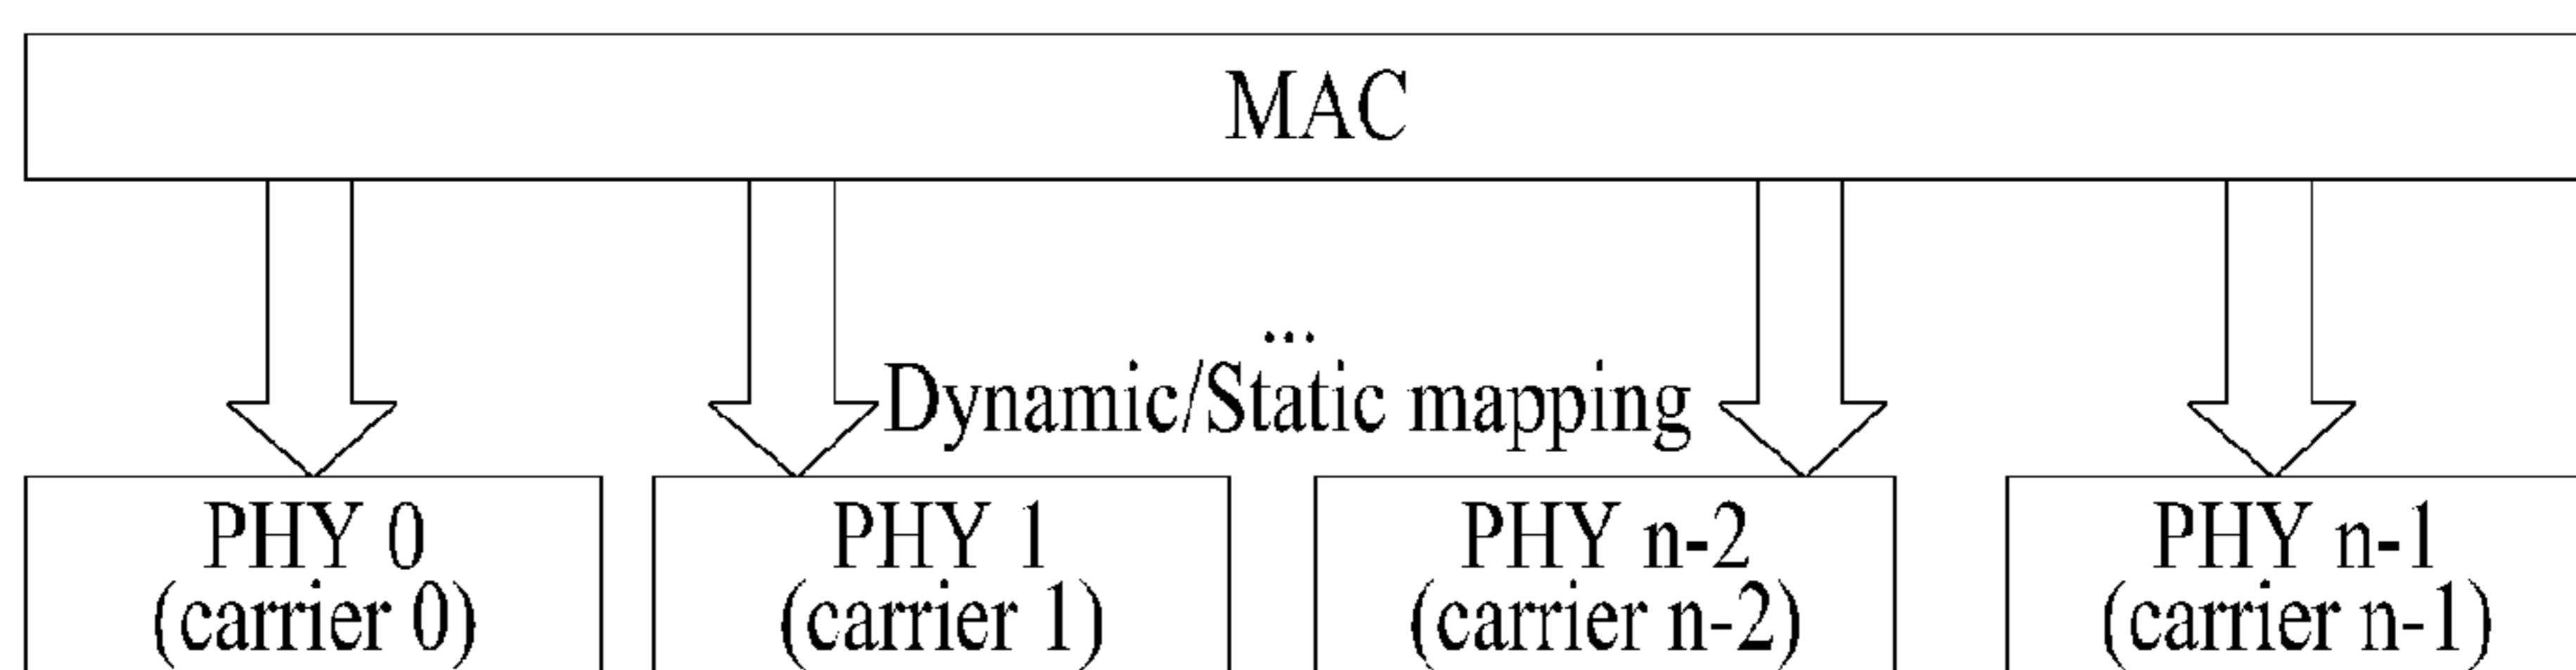 MAC
...
Dynamic/Static mapping
PHY 0
(carrier 0)
PHY 1
(carrier 1)
PHY n-2
(carrier n-2)
PHY n-1
(carrier n-1)